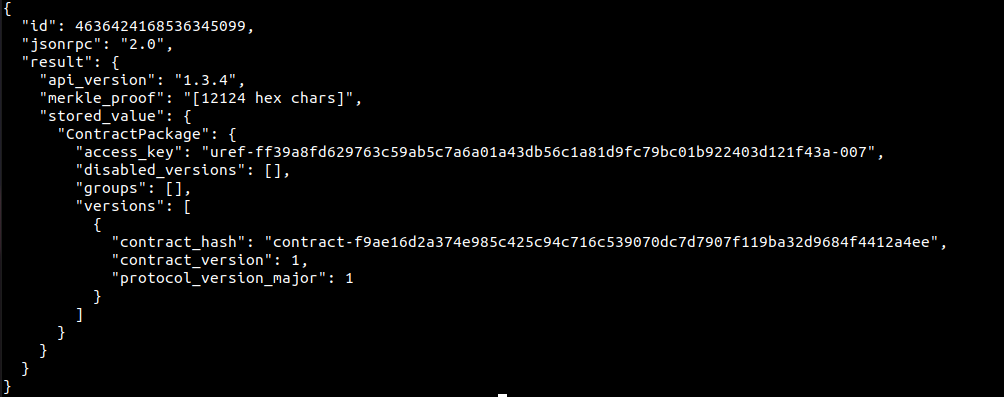 {
  "id": 4636424168536345099,
  "jsonrpc": "2.0",
  "result": {
    "api_version": "1.3.4",
    "merkle_proof": "[12124 hex chars]",
    "stored_value": {
      "ContractPackage": {
        "access_key": "uref-ff39a8fd629763c59ab5c7a6a01a43db56c1a81d9fc79bc01b922403d121f43a-007",
        "disabled_versions": [],
        "groups": [],
        "versions": [
          {
            "contract_hash": "contract-f9ae16d2a374e985c425c94c716c539070dc7d7907f119ba32d9684f4412a4ee",
            "contract_version": 1,
            "protocol_version_major": 1
          }
        ]
      }
    }
  }
}